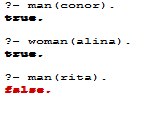 ?- man(conor).
true.
?- woman(alina).
true.
?- man(rita).
false.